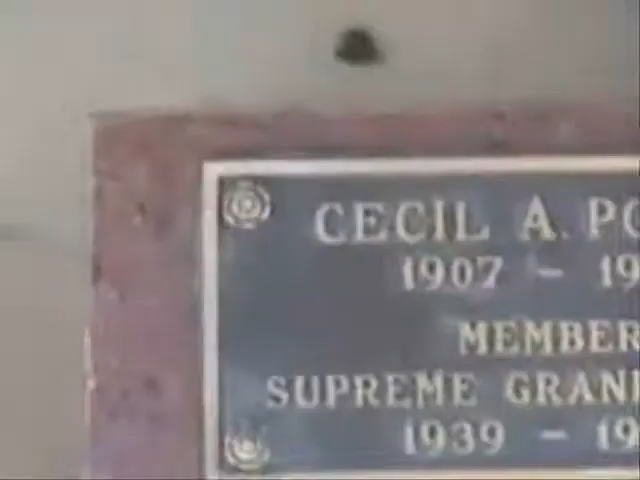 CECIL A. PO
1907 - 19
MEMBER
SUPREME GRAN
1939 - 19